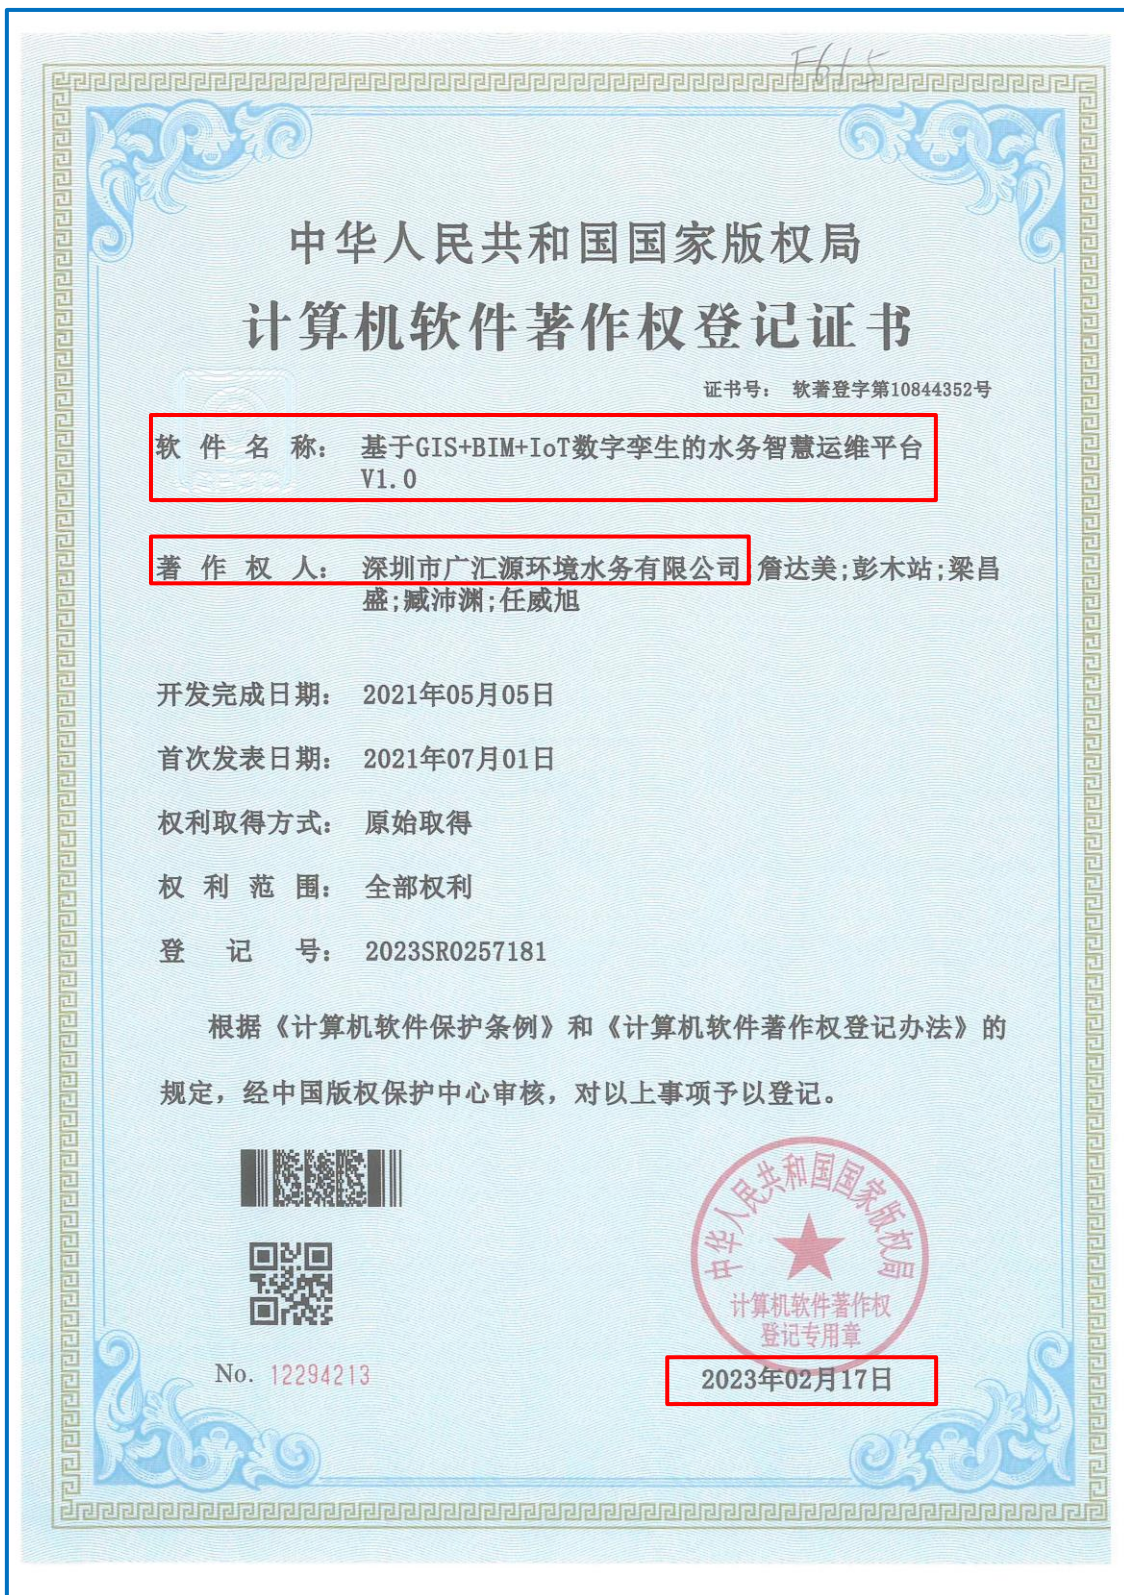 F615
中华人民共和国国家版权局
计算机软件著作权登记证书
证书号： 软著登字第10844352号
软 件 名 称： 基于GIS+BIM+IoT数字孪生的水务智慧运维平台
V1.0
著 作 权 人： 深圳市广汇源环境水务有限公司 詹达美;彭木站;梁昌
盛;臧沛渊;任威旭
开发完成日期： 2021年05月05日
首次发表日期： 2021年07月01日
权利取得方式： 原始取得
权 利 范 围： 全部权利
登 记 号： 2023SR0257181
根据《计算机软件保护条例》和《计算机软件著作权登记办法》的
规定，经中国版权保护中心审核，对以上事项予以登记。
中华人民共和国国家版权局
计算机软件著作权
登记专用章
No. 12294213
2023年02月17日